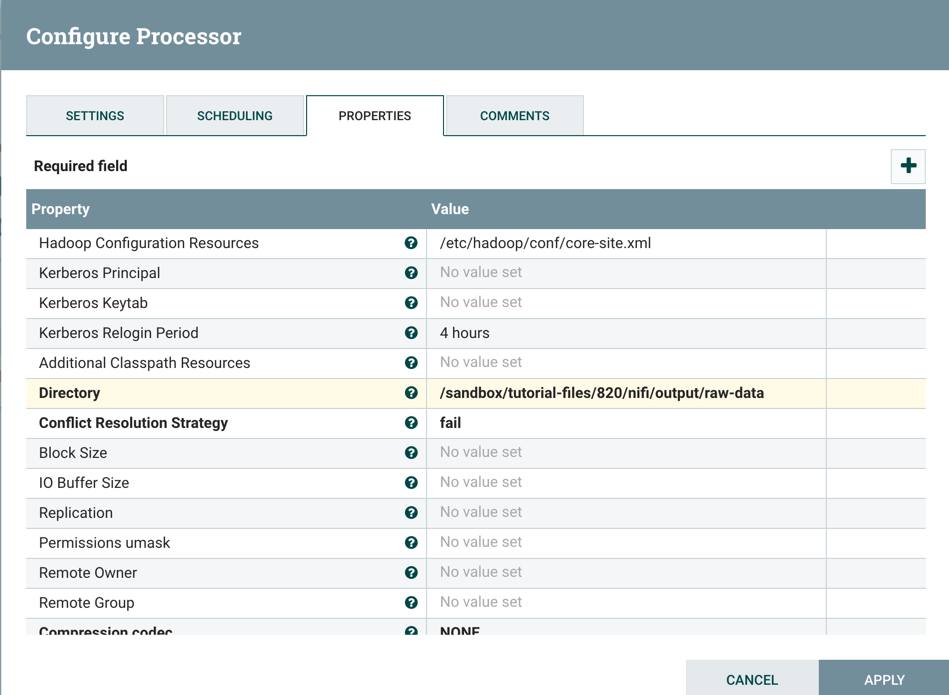 Configure Processor
SETTINGS SCHEDULING PROPERTIES COMMENTS
Required field
Property Value
Hadoop Configuration Resources /etc/hadoop/conf/core-site.xml
Kerberos Principal No value set
Kerberos Keytab No value set
Kerberos Relogin Period 4 hours
Additional Classpath Resources No value set
Directory /sandbox/tutorial-files/820/nifi/output/raw-data
Conflict Resolution Strategy fail
Block Size No value set
IO Buffer Size No value set
Replication No value set
Permissions umask No value set
Remote Owner No value set
Remote Group No value set
Compression codec NONE
CANCEL APPLY